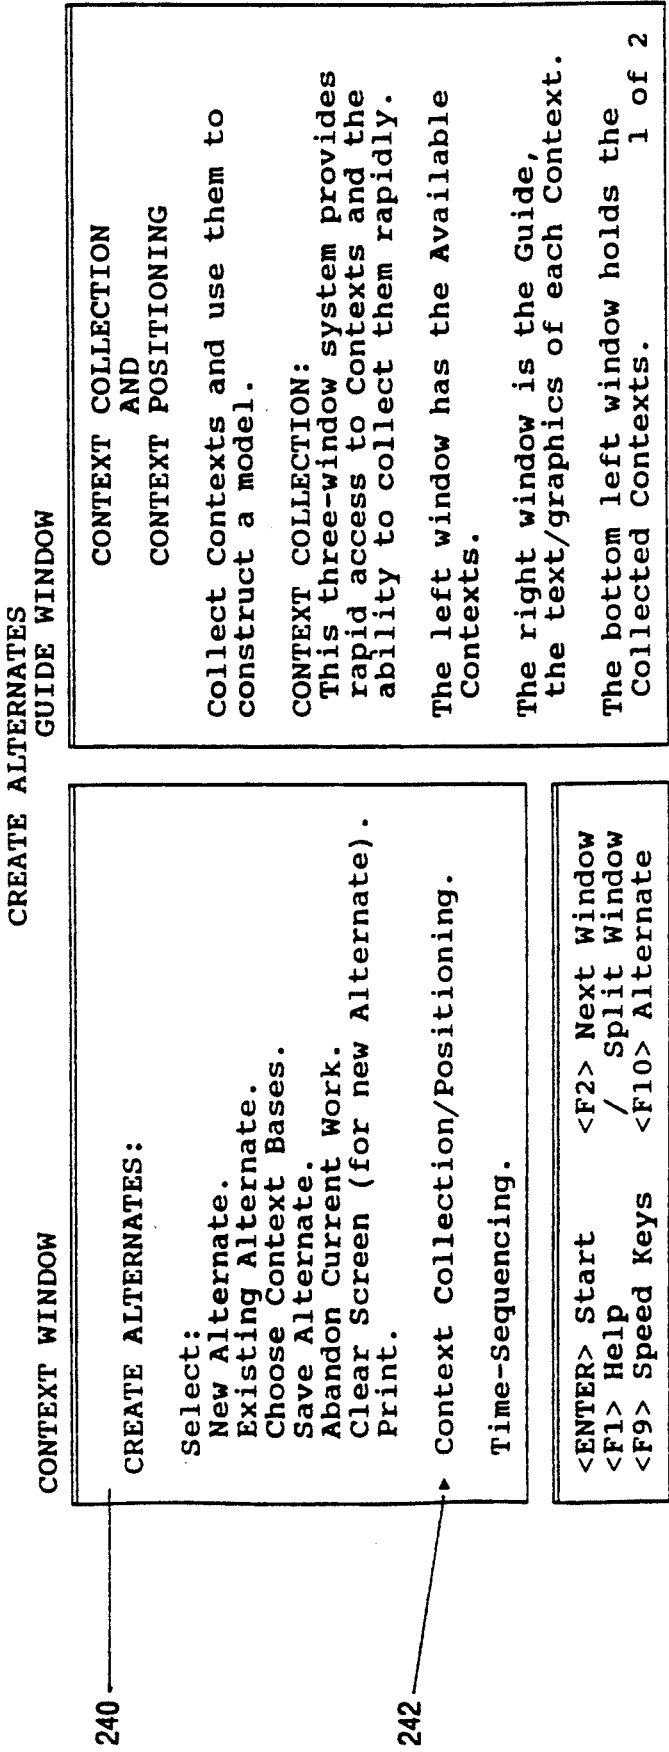 CREATE ALTERNATES
CONTEXT WINDOW
GUIDE WINDOW
240
CREATE ALTERNATES:
Select:
New Alternate.
Existing Alternate.
Choose Context Bases.
Save Alternate.
Abandon Current Work.
Clear Screen (for new Alternate).
Print.
242
▸ Context Collection/Positioning.
Time-Sequencing.
<ENTER> Start <F2> Next Window
<F1> Help / Split Window
<F9> Speed Keys <F10> Alternate
CONTEXT COLLECTION
AND
CONTEXT POSITIONING
Collect Contexts and use them to
construct a model.
CONTEXT COLLECTION:
This three-window system provides
rapid access to Contexts and the
ability to collect them rapidly.
The left window has the Available
Contexts.
The right window is the Guide,
the text/graphics of each Context.
The bottom left window holds the
Collected Contexts. 1 of 2